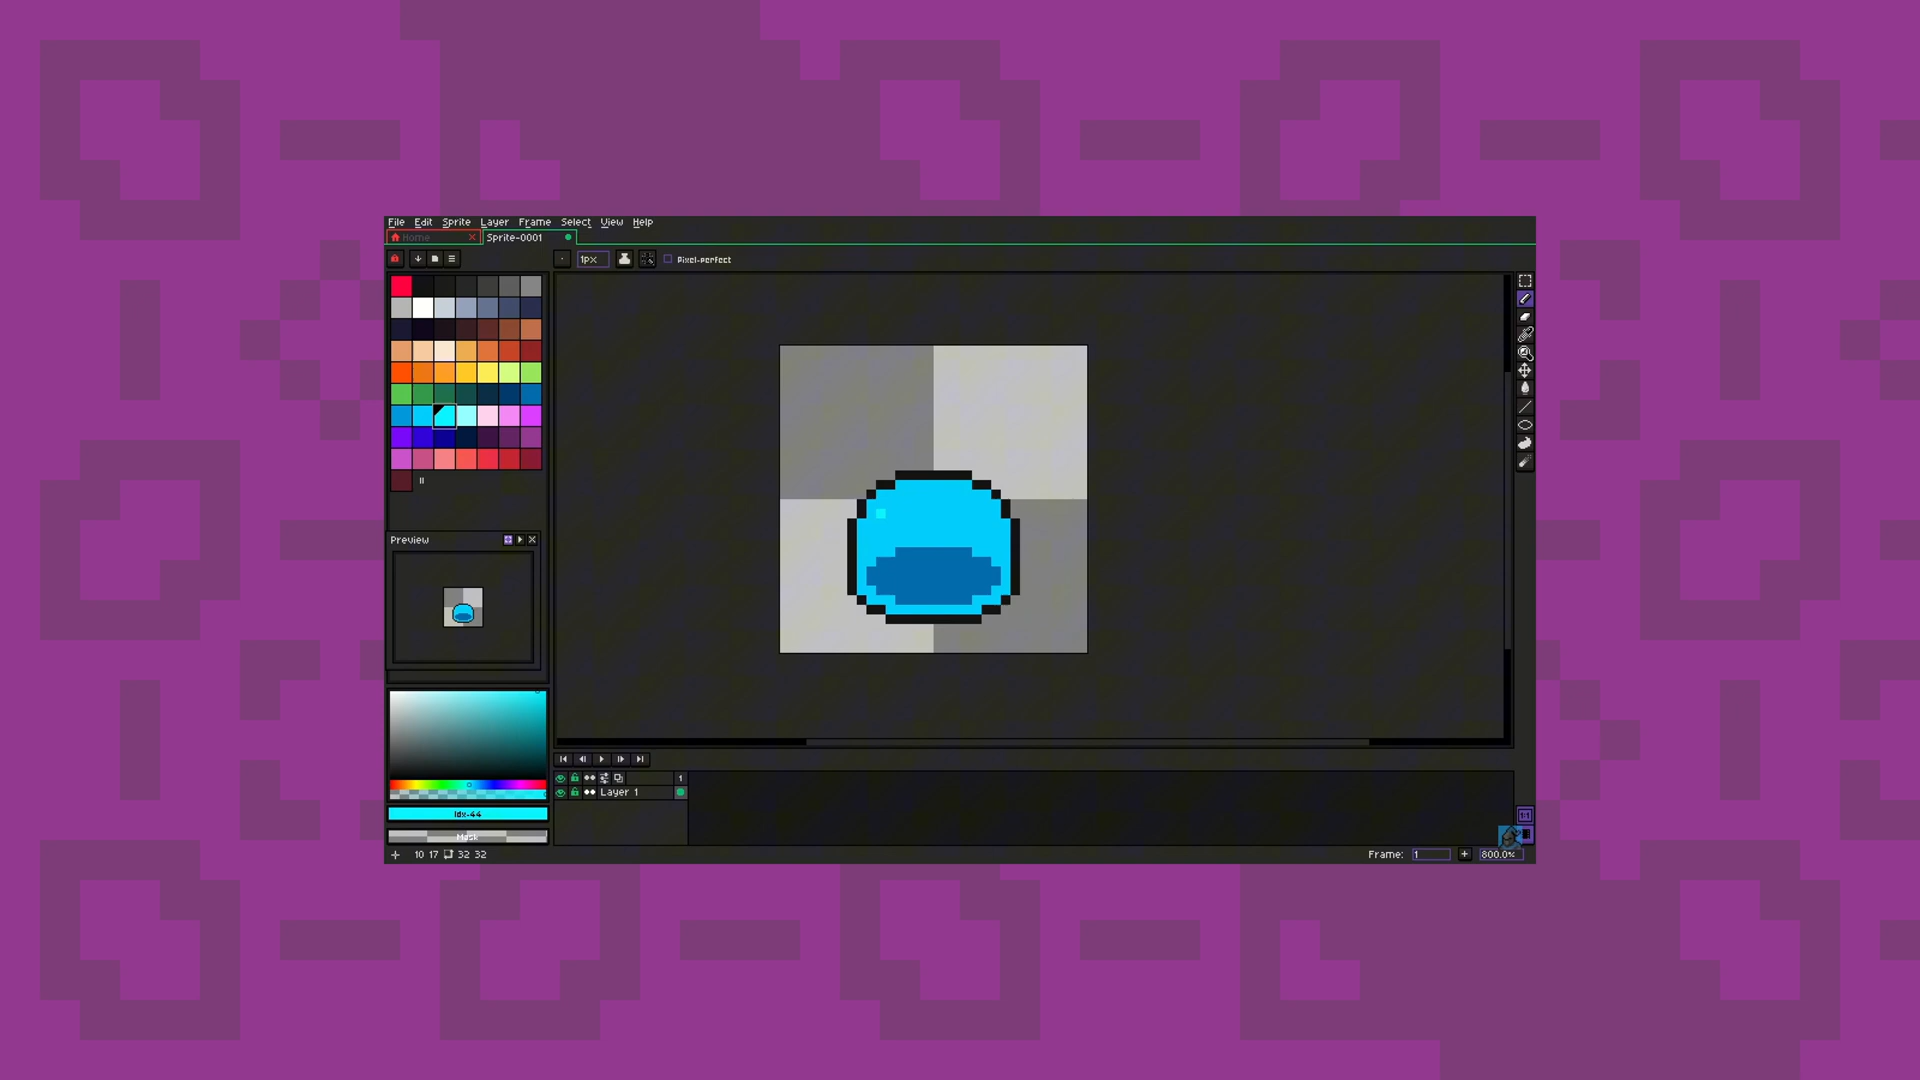 File Edit Sprite Layer Frame Select View Help
Home Sprite-0001
1px Pixel-perfect
Preview
1
Layer 1
Idx-44
Mask
10 17 32 32 Frame: 1 800.0%